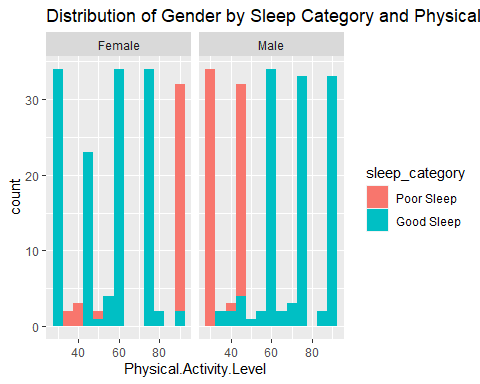 Distribution of Gender by Sleep Category and Physical
Female
Male
30
20
10
0
count
40
60
80
40
60
80
Physical.Activity.Level
sleep_category
Poor Sleep
Good Sleep